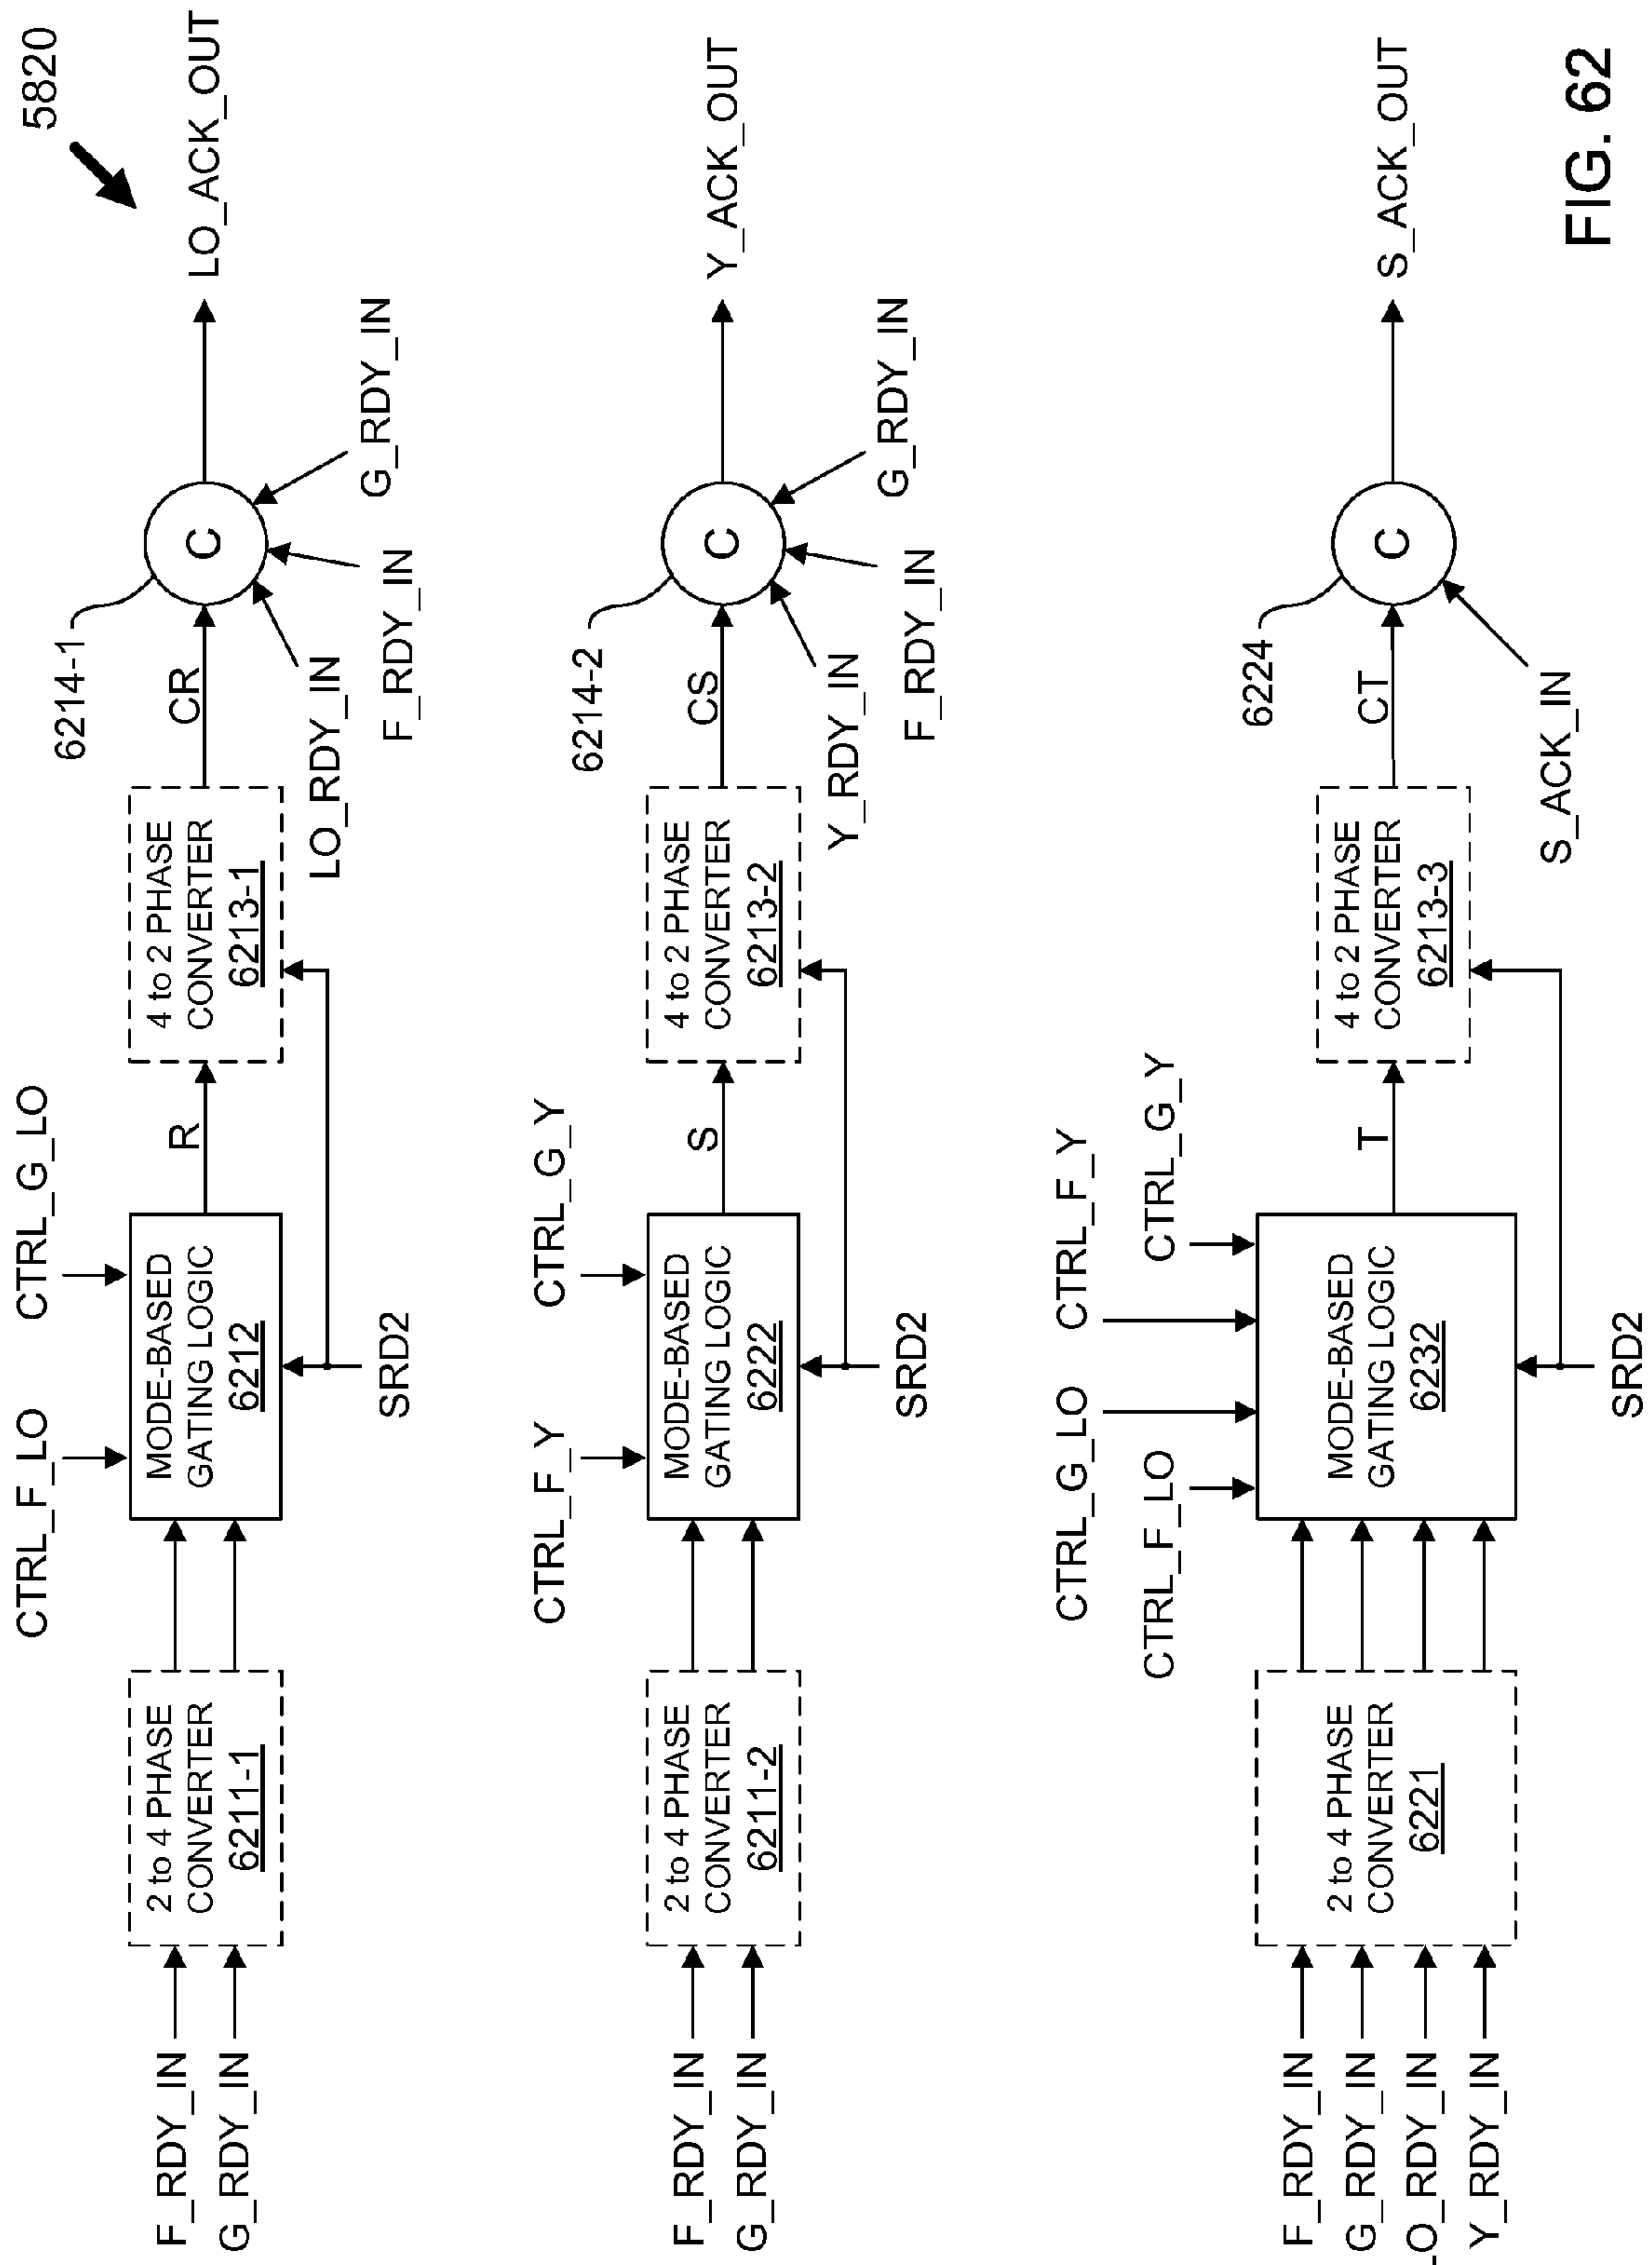 5820
CTRL_F_LO
CTRL_G_LO
F_RDY_IN
G_RDY_IN
2 to 4 PHASE
CONVERTER
6211-1
MODE-BASED
GATING LOGIC
6212
SRD2
R
4 to 2 PHASE
CONVERTER
6213-1
CR
6214-1
C
LO_RDY_IN
F_RDY_IN
G_RDY_IN
LO_ACK_OUT
CTRL_F_Y
CTRL_G_Y
F_RDY_IN
G_RDY_IN
2 to 4 PHASE
CONVERTER
6211-2
MODE-BASED
GATING LOGIC
6222
SRD2
S
4 to 2 PHASE
CONVERTER
6213-2
CS
6214-2
C
Y_RDY_IN
F_RDY_IN
G_RDY_IN
Y_ACK_OUT
CTRL_G_LO
CTRL_F_Y
CTRL_F_LO
CTRL_G_Y
F_RDY_IN
G_RDY_IN
LO_RDY_IN
Y_RDY_IN
2 to 4 PHASE
CONVERTER
6221
MODE-BASED
GATING LOGIC
6232
SRD2
T
4 to 2 PHASE
CONVERTER
6213-3
CT
6224
C
S_ACK_IN
S_ACK_OUT
FIG. 62